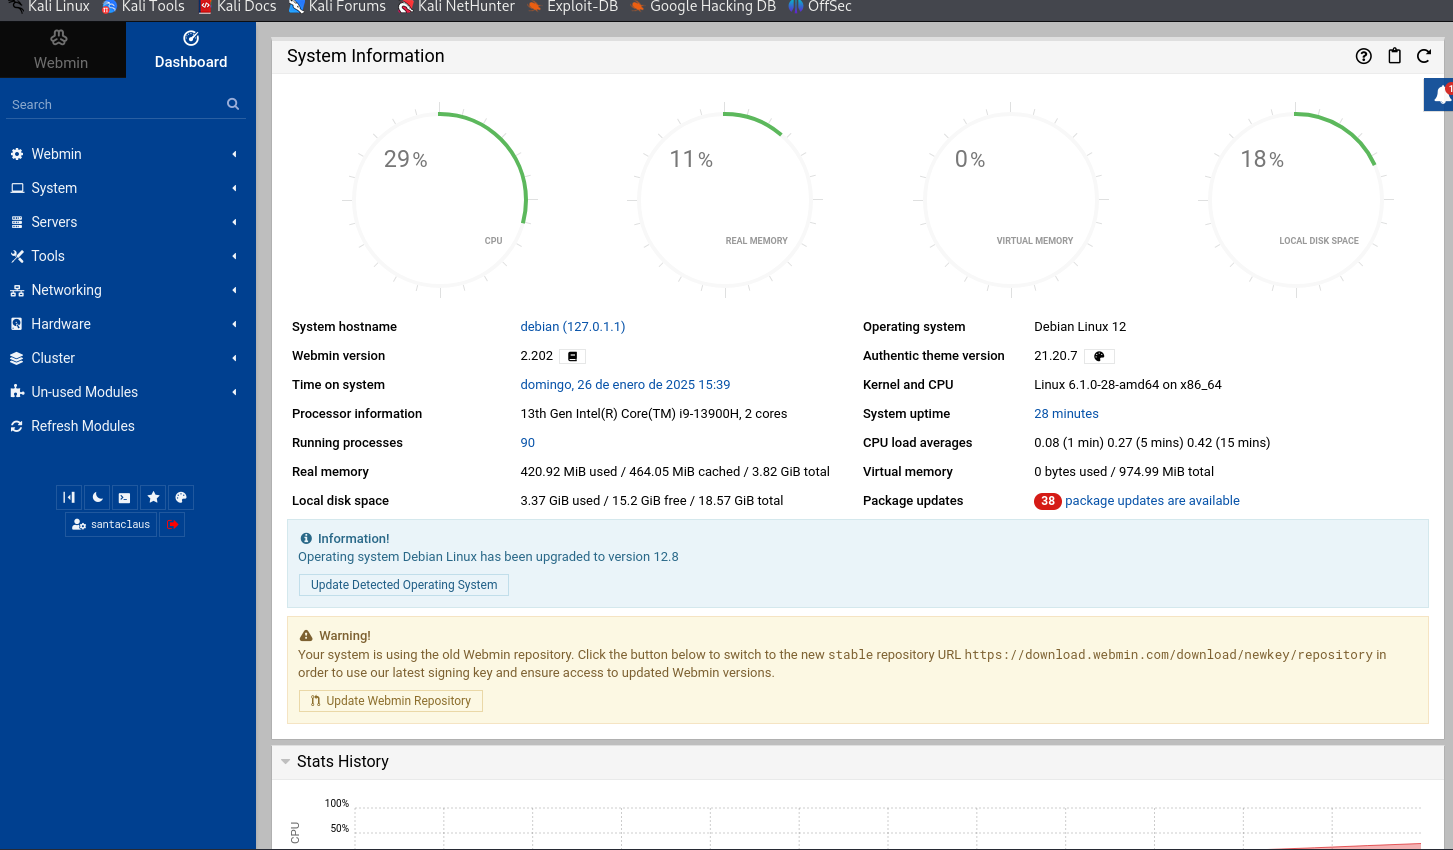 Kali Linux Kali Tools Kali Docs Kali Forums Kali NetHunter Exploit-DB Google Hacking DB OffSec
Webmin
Dashboard
Search
Webmin
System
Servers
Tools
Networking
Hardware
Cluster
Un-used Modules
Refresh Modules
santaclaus
System Information
1
29%
CPU
11%
REAL MEMORY
0%
VIRTUAL MEMORY
18%
LOCAL DISK SPACE
System hostname debian (127.0.1.1) Operating system Debian Linux 12
Webmin version 2.202 Authentic theme version 21.20.7
Time on system domingo, 26 de enero de 2025 15:39 Kernel and CPU Linux 6.1.0-28-amd64 on x86_64
Processor information 13th Gen Intel(R) Core(TM) i9-13900H, 2 cores System uptime 28 minutes
Running processes 90 CPU load averages 0.08 (1 min) 0.27 (5 mins) 0.42 (15 mins)
Real memory 420.92 MiB used / 464.05 MiB cached / 3.82 GiB total Virtual memory 0 bytes used / 974.99 MiB total
Local disk space 3.37 GiB used / 15.2 GiB free / 18.57 GiB total Package updates 38 package updates are available
Information!
Operating system Debian Linux has been upgraded to version 12.8
Update Detected Operating System
Warning!
Your system is using the old Webmin repository. Click the button below to switch to the new stable repository URL https://download.webmin.com/download/newkey/repository in
order to use our latest signing key and ensure access to updated Webmin versions.
Update Webmin Repository
Stats History
100%
50%
CPU